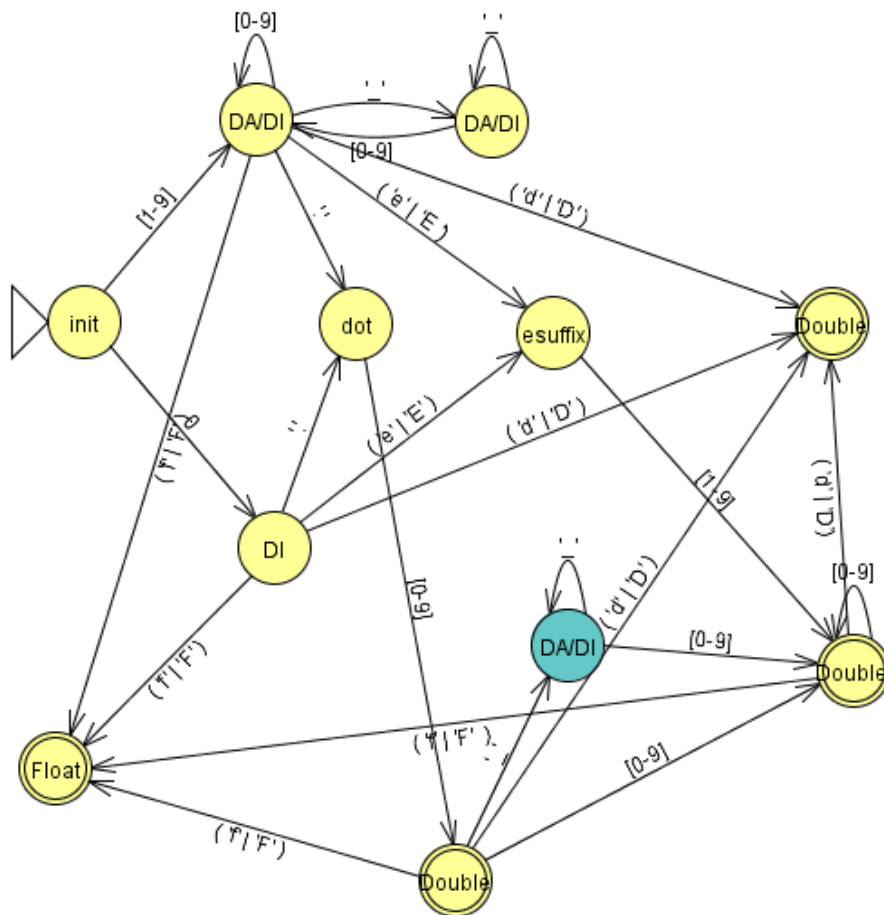 [0-9]
'_'
DA/DI
'_'
DA/DI
[0-9]
[1-9]
'.'
( 'e' | 'E' )
( 'd' | 'D' )
init
dot
esuffix
Double
( 'f' | 'F' )
0
'.'
( 'e' | 'E' )
( 'd' | 'D' )
[1-9]
( 'd' | 'D' )
DI
'_'
[0-9]
( 'd' | 'D' )
[0-9]
DA/DI
[0-9]
Double
( 'f' | 'F' )
( 'f' | 'F' )
Float
[0-9]
( 'f' | 'F' )
Double